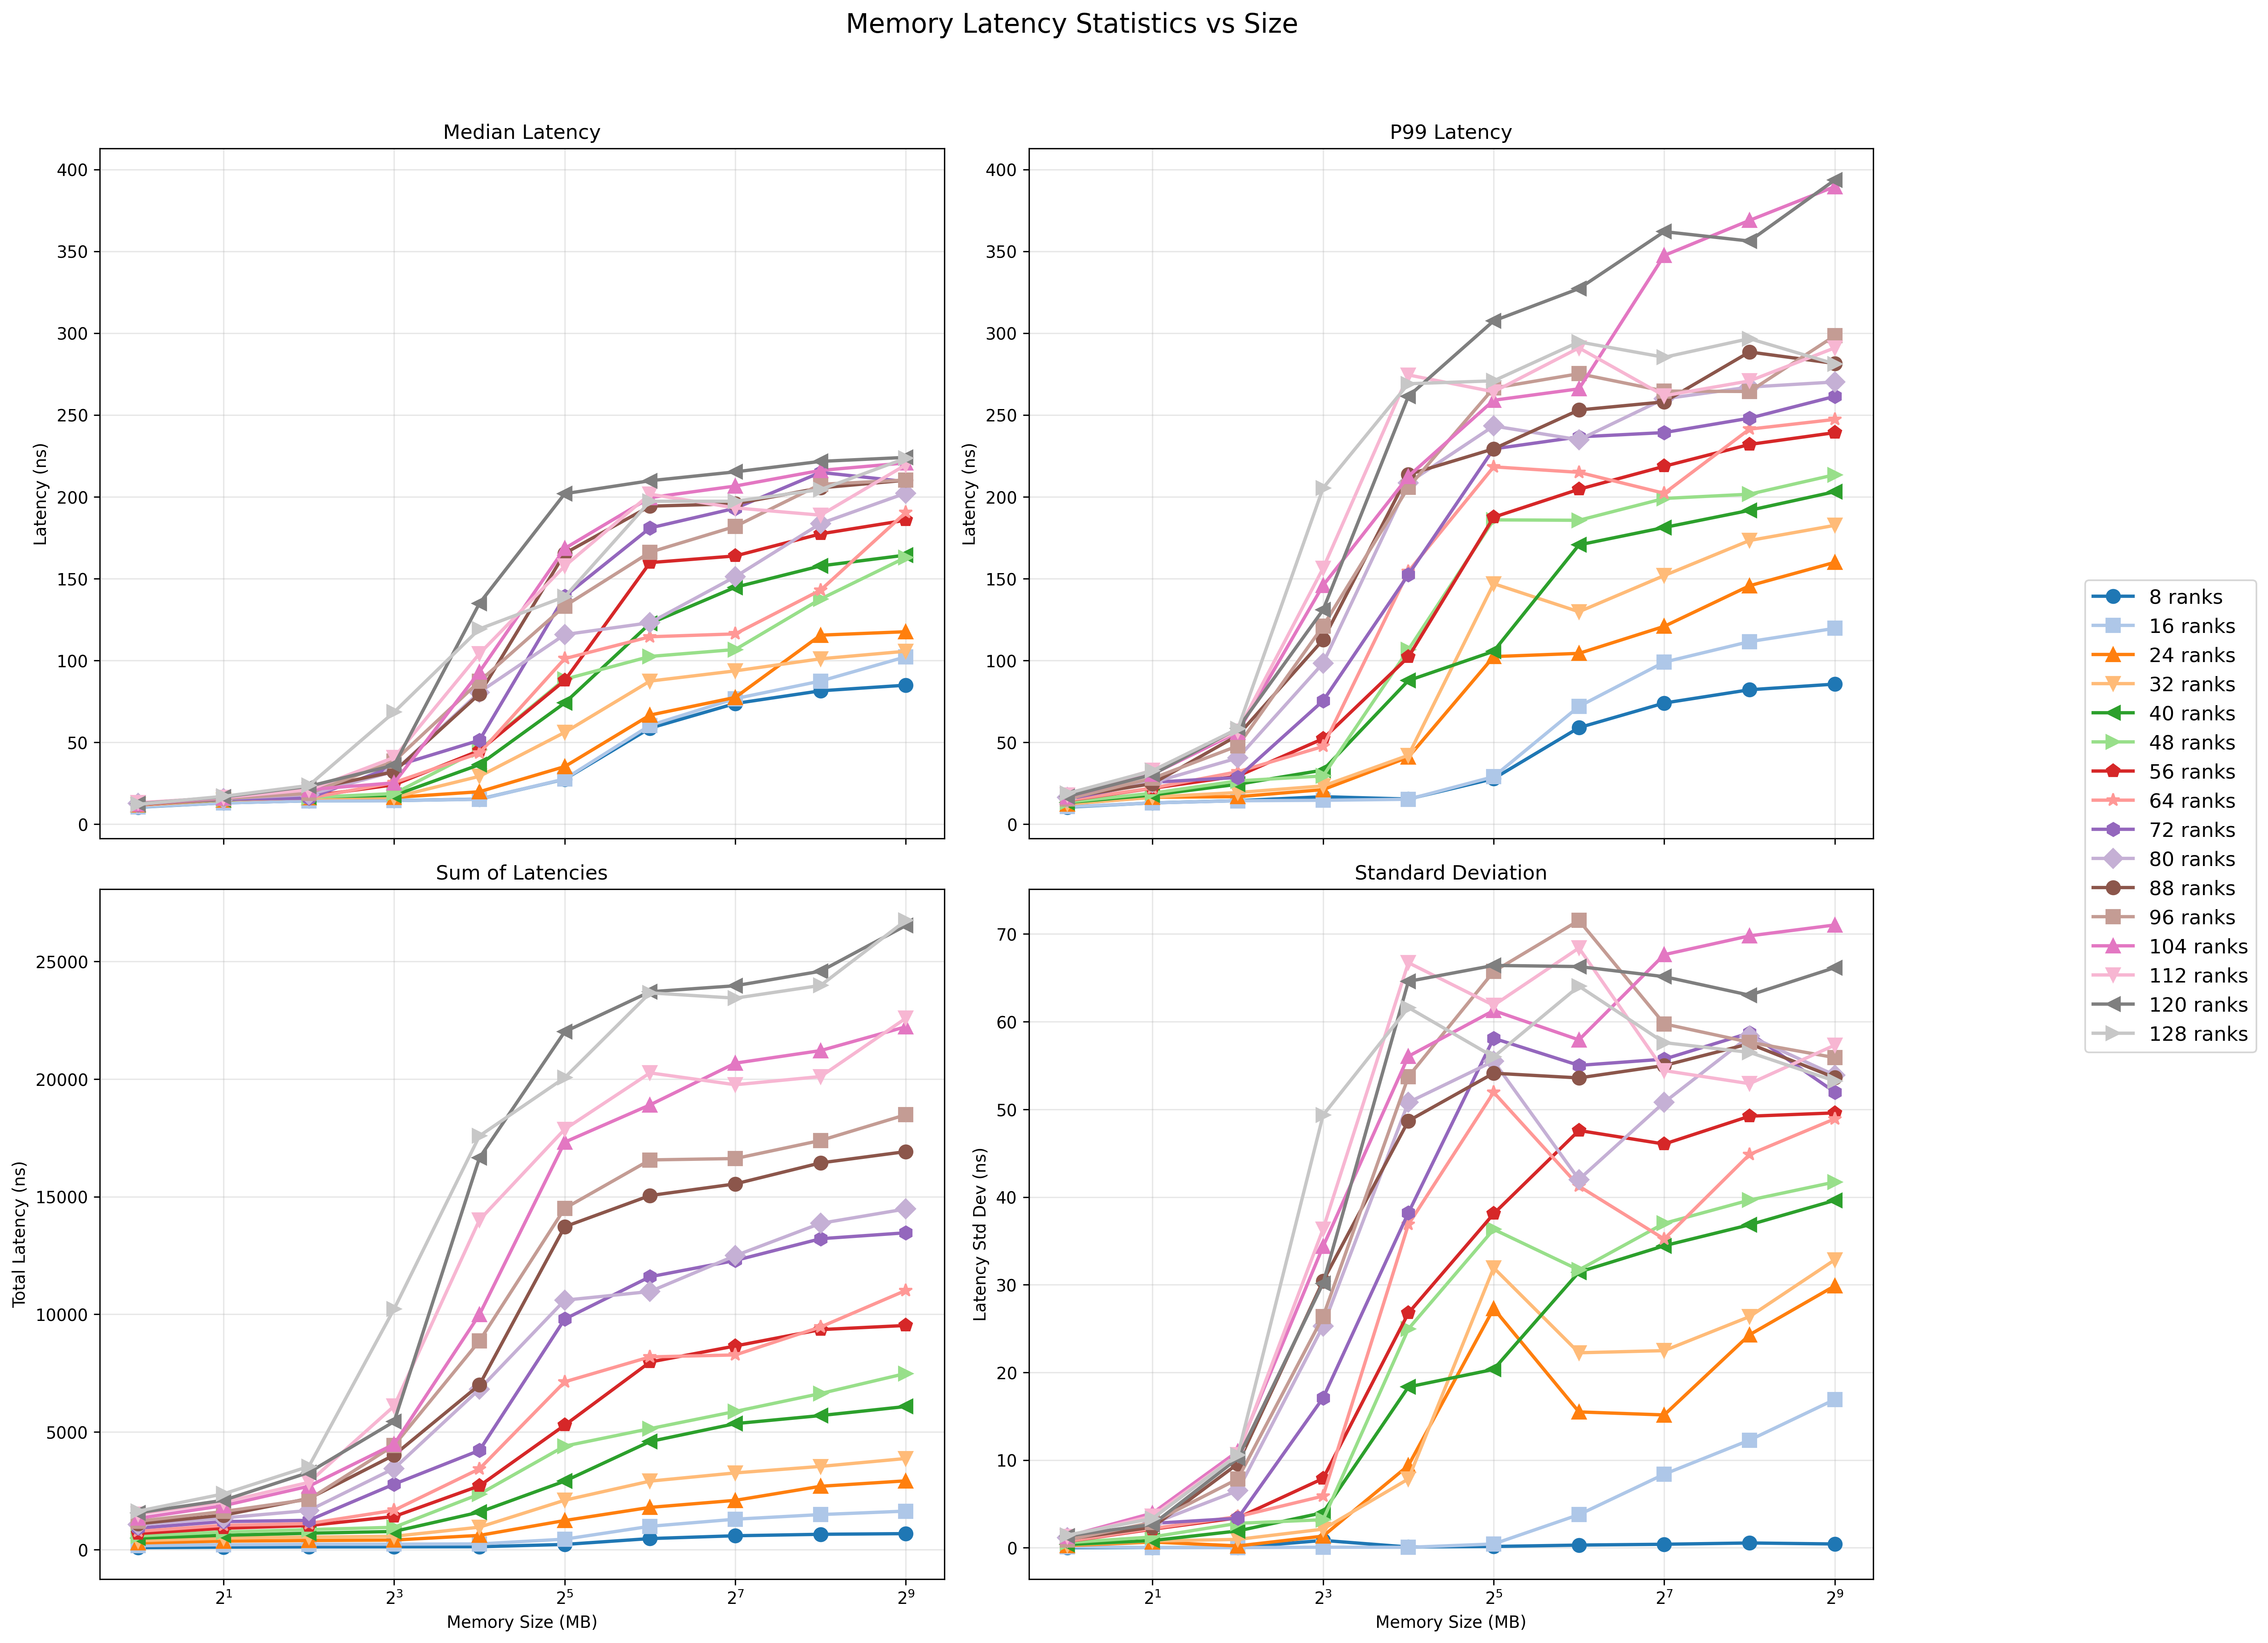 Memory Latency Statistics vs Size
Median Latency
400
350
300
250
200
150
100
50
0
Latency (ns)
P99 Latency
400
350
300
250
200
150
100
50
0
Latency (ns)
Sum of Latencies
25000
20000
15000
10000
5000
0
Total Latency (ns)
2¹ 2³ 2⁵ 2⁷ 2⁹
Memory Size (MB)
Standard Deviation
70
60
50
40
30
20
10
0
Latency Std Dev (ns)
2¹ 2³ 2⁵ 2⁷ 2⁹
Memory Size (MB)
8 ranks
16 ranks
24 ranks
32 ranks
40 ranks
48 ranks
56 ranks
64 ranks
72 ranks
80 ranks
88 ranks
96 ranks
104 ranks
112 ranks
120 ranks
128 ranks